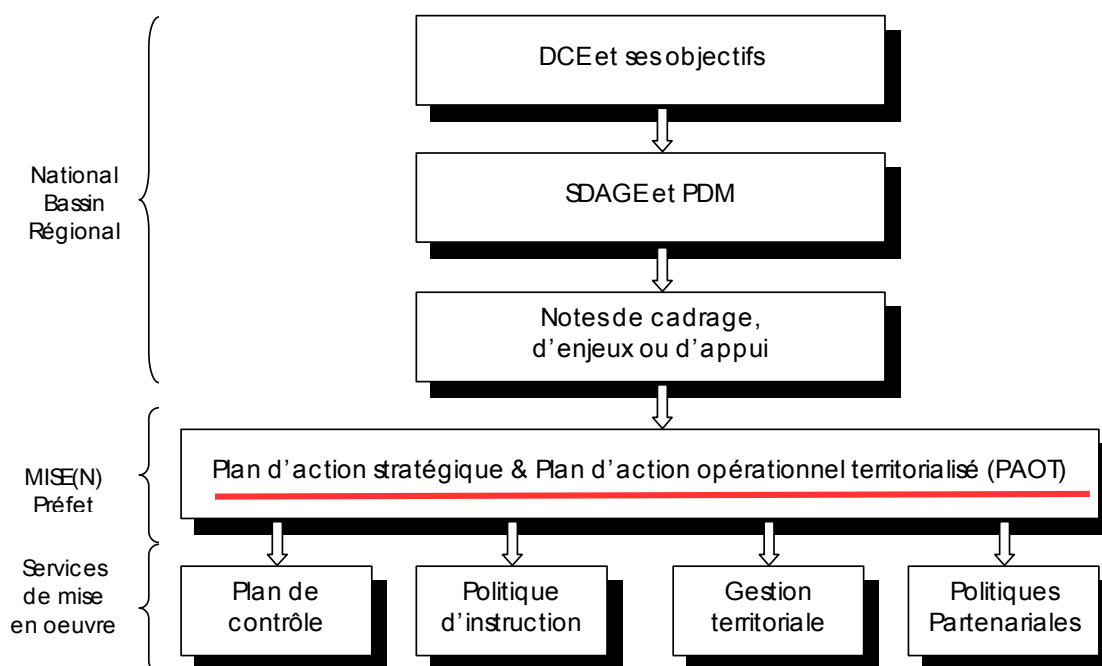 DCE et ses objectifs
National
Bassin
Régional
SDAGE et PDM
Notes de cadrage,
d'enjeux ou d'appui
MISE(N)
Préfet
Plan d'action stratégique & Plan d'action opérationnel territorialisé (PAOT)
Services
de mise
en oeuvre
Plan de
contrôle
Politique
d'instruction
Gestion
territoriale
Politiques
Partenariales